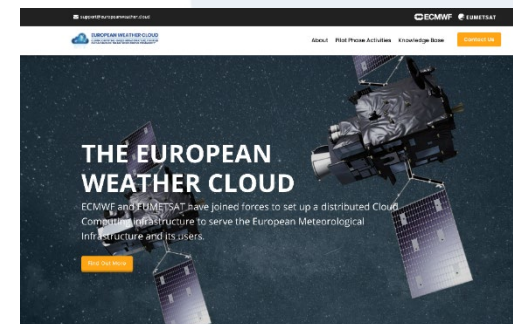 support@europeanweather.cloud
ECMWF EUMETSAT
EUROPEAN WEATHER CLOUD
About Pilot Phase Activities Knowledge Base Contact Us
THE EUROPEAN
WEATHER CLOUD
ECMWF and EUMETSAT have joined forces to set up a distributed Cloud
Computing infrastructure to serve the European Meteorological
Infrastructure and its users.
Find Out More